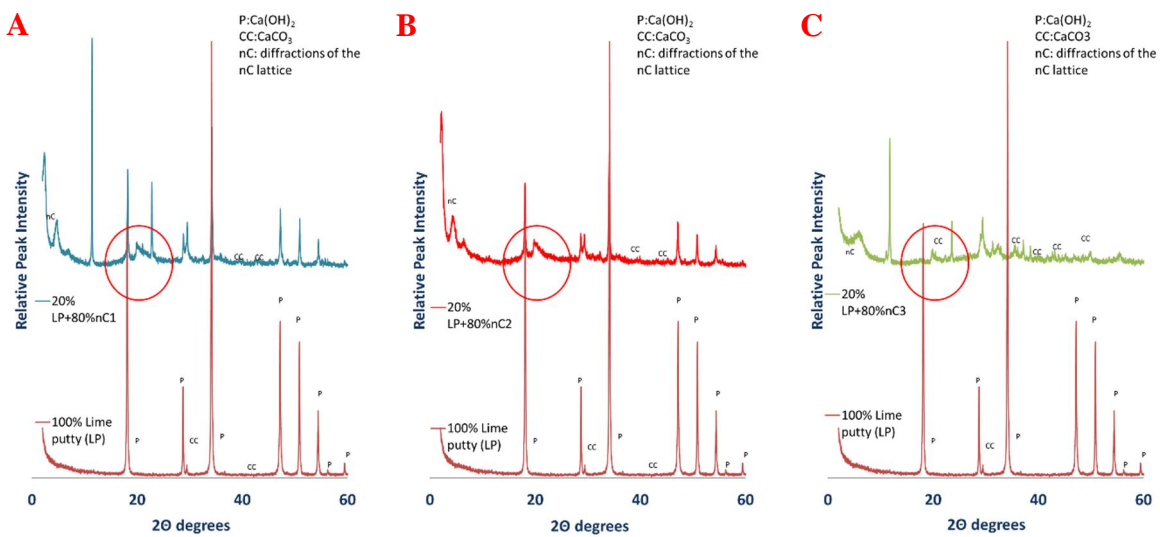 A
P:Ca(OH)₂
CC:CaCO₃
nC: diffractions of the
nC lattice
Relative Peak Intensity
nC
CC CC
20%
LP+80%nC1
P
P
P
P
100% Lime
putty (LP)
P CC P
CC
P
P
0 20 40 60
2Θ degrees
B
P:Ca(OH)₂
CC:CaCO₃
nC: diffractions of the
nC lattice
Relative Peak Intensity
nC
CC
CC CC
20%
LP+80%nC2
P
P
P
P
100% Lime
putty (LP)
P CC P
CC
P
P
0 20 40 60
2Θ degrees
C
P:Ca(OH)₂
CC:CaCO3
nC: diffractions of the
nC lattice
Relative Peak Intensity
nC
CC CC CC CC CC
20%
LP+80%nC3
P
P
P
P
100% Lime
putty (LP)
P CC P
CC
P
P
0 20 40 60
2Θ degrees